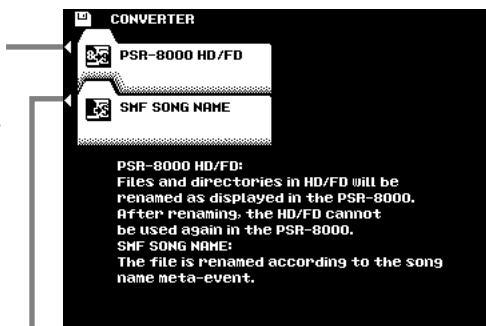 CONVERTER
PSR-8000 HD/FD
SMF SONG NAME
PSR-8000 HD/FD:
Files and directories in HD/FD will be
renamed as displayed in the PSR-8000.
After renaming, the HD/FD cannot
be used again in the PSR-8000.
SMF SONG NAME:
The file is renamed according to the song
name meta-event.